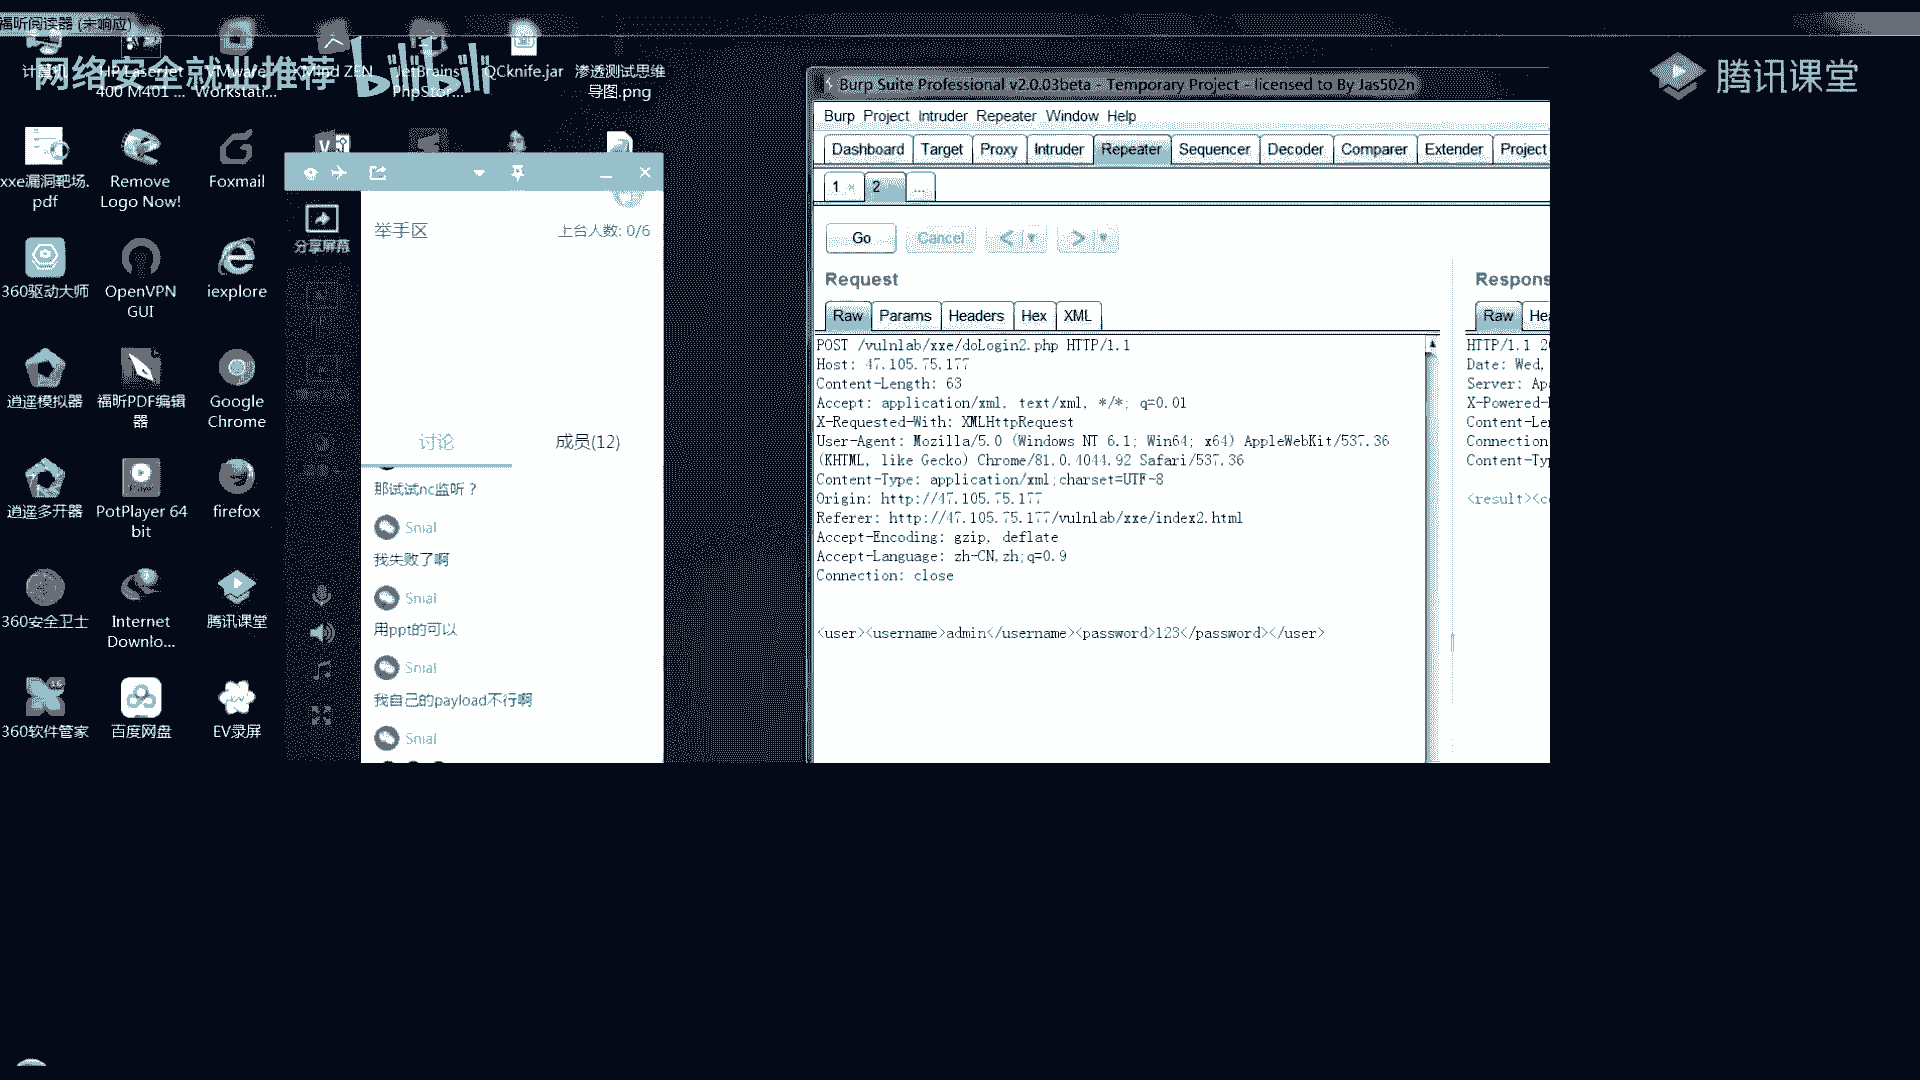 福昕阅读器 (未响应)
网络安全就业推荐
bilibili
腾讯课堂
计算机
HP LaserJet
400 M401 ...
VMware
Workstati...
XMind ZEN
JetBrains
PhpStor...
QCknife.jar
渗透测试思维
导图.png
xxe漏洞靶场.
pdf
Remove
Logo Now!
Foxmail
360驱动大师
OpenVPN
GUI
iexplore
逍遥模拟器
福昕PDF编辑
器
Google
Chrome
逍遥多开器
PotPlayer 64
bit
firefox
360安全卫士
Internet
Downlo...
腾讯课堂
360软件管家
百度网盘
EV录屏
分享屏幕
举手区
上台人数: 0/6
讨论
成员(12)
那试试nc监听？
Snial
我失败了啊
Snial
用ppt的可以
Snial
我自己的payload不行啊
Snial
Burp Suite Professional v2.0.03beta - Temporary Project - licensed to By Jas502n
Burp Project Intruder Repeater Window Help
Dashboard Target Proxy Intruder Repeater Sequencer Decoder Comparer Extender Project
1 × 2 ...
Go Cancel < ▼ > ▼
Request
Raw Params Headers Hex XML
POST /vulnlab/xxe/doLogin2.php HTTP/1.1
Host: 47.105.75.177
Content-Length: 63
Accept: application/xml, text/xml, */*; q=0.01
X-Requested-With: XMLHttpRequest
User-Agent: Mozilla/5.0 (Windows NT 6.1; Win64; x64) AppleWebKit/537.36
(KHTML, like Gecko) Chrome/81.0.4044.92 Safari/537.36
Content-Type: application/xml;charset=UTF-8
Origin: http://47.105.75.177
Referer: http://47.105.75.177/vulnlab/xxe/index2.html
Accept-Encoding: gzip, deflate
Accept-Language: zh-CN,zh;q=0.9
Connection: close
<user><username>admin</username><password>123</password></user>
Respons
Raw Hea
HTTP/1.1 2
Date: Wed,
Server: Ap
X-Powered-
Content-Le
Connection
Content-Ty
<result><c